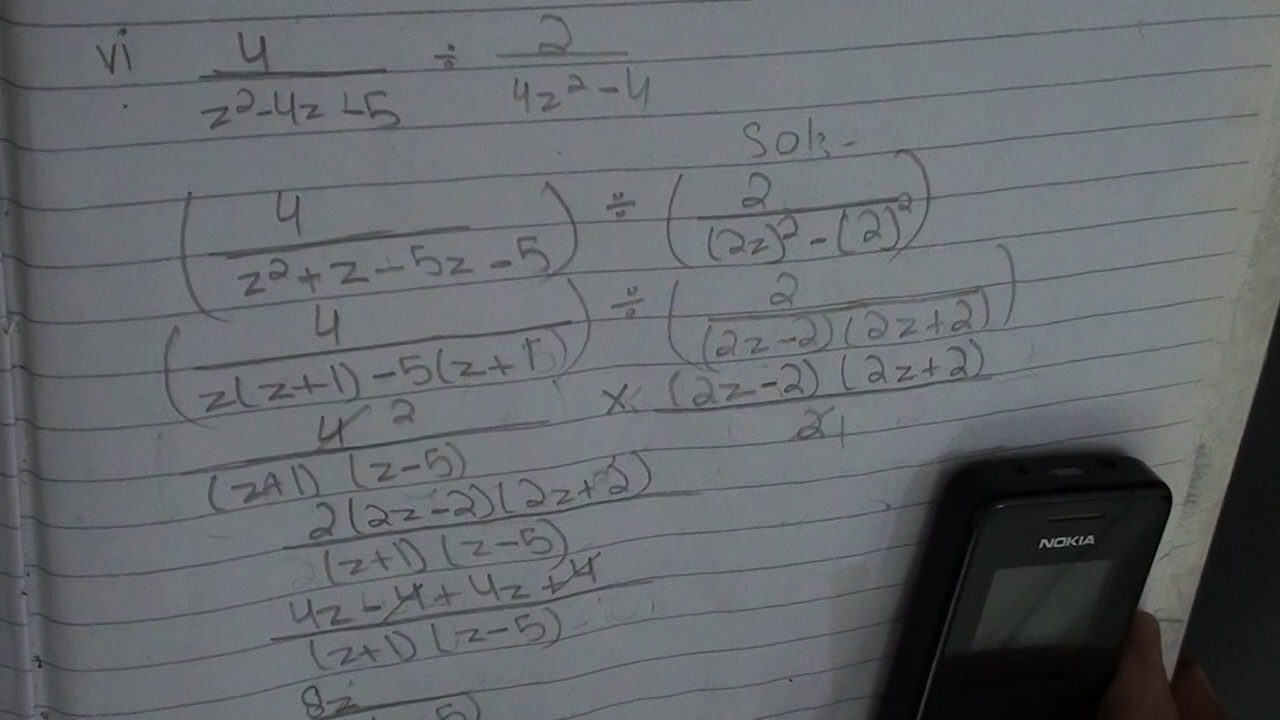 vi 4/(z²-4z-5) ÷ 2/(4z²-4)
Sol:-
(4/(z²+z-5z-5)) ÷ (2/((2z)²-(2)²))
(4/(z(z+1)-5(z+1))) ÷ (2/((2z-2)(2z+2)))
4 2/((z+1)(z-5)) × (2z-2)(2z+2)/2 1
2(2z-2)(2z+2)/((z+1)(z-5))
4z-4+4z+4/((z+1)(z-5))
8z
5)
NOKIA